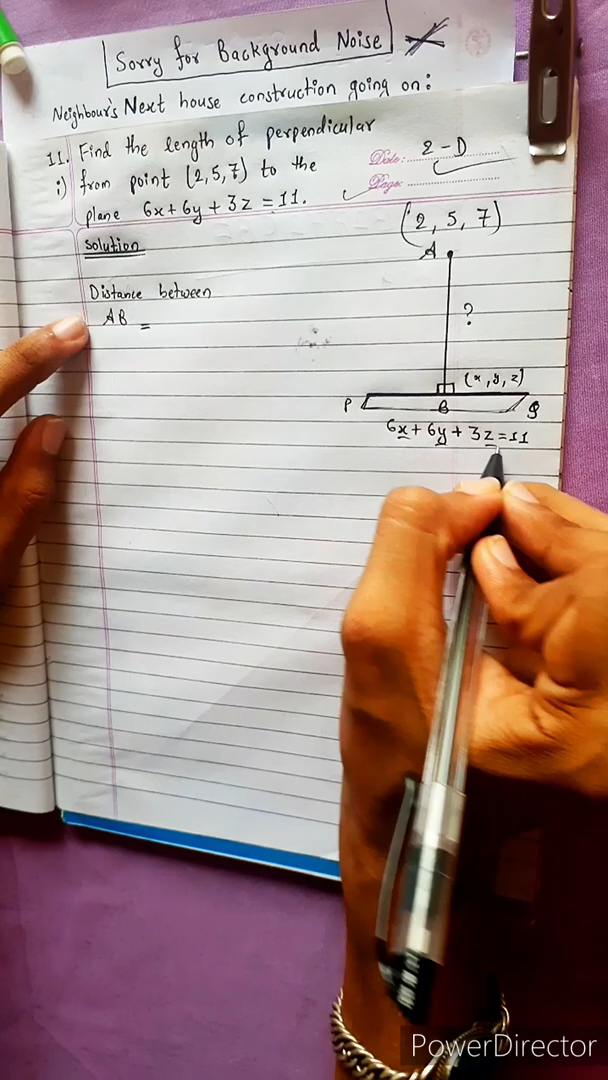 Sorry for Background Noise
Neighbour's Next house construction going on:
11. Find the length of perpendicular
i) from point (2,5,7) to the
plane 6x+6y+3z=11.
Date: 2-D
Page:
solution
(2, 5, 7)
A
Distance between
AB =
?
(x, y, z)
P B Q
6x+6y+3z=11
PowerDirector